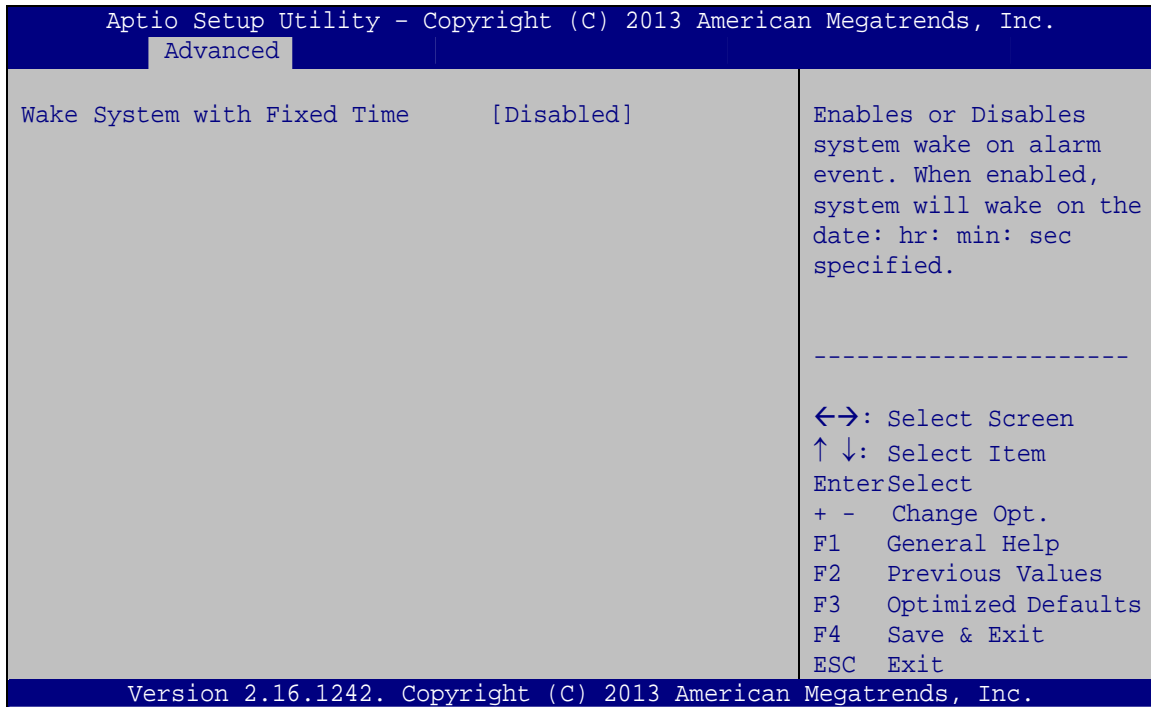 Aptio Setup Utility – Copyright (C) 2013 American Megatrends, Inc.
Advanced
Wake System with Fixed Time [Disabled]
Enables or Disables
system wake on alarm
event. When enabled,
system will wake on the
date: hr: min: sec
specified.
----------------------
←→: Select Screen
↑ ↓: Select Item
EnterSelect
+ - Change Opt.
F1 General Help
F2 Previous Values
F3 Optimized Defaults
F4 Save & Exit
ESC Exit
Version 2.16.1242. Copyright (C) 2013 American Megatrends, Inc.